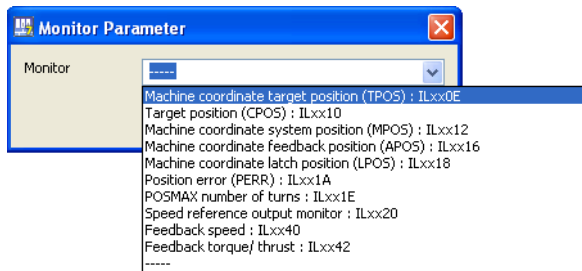 Monitor Parameter
Monitor
-----
Machine coordinate target position (TPOS) : ILxx0E
Target position (CPOS) : ILxx10
Machine coordinate system position (MPOS) : ILxx12
Machine coordinate feedback position (APOS) : ILxx16
Machine coordinate latch position (LPOS) : ILxx18
Position error (PERR) : ILxx1A
POSMAX number of turns : ILxx1E
Speed reference output monitor : ILxx20
Feedback speed : ILxx40
Feedback torque/ thrust : ILxx42
-----